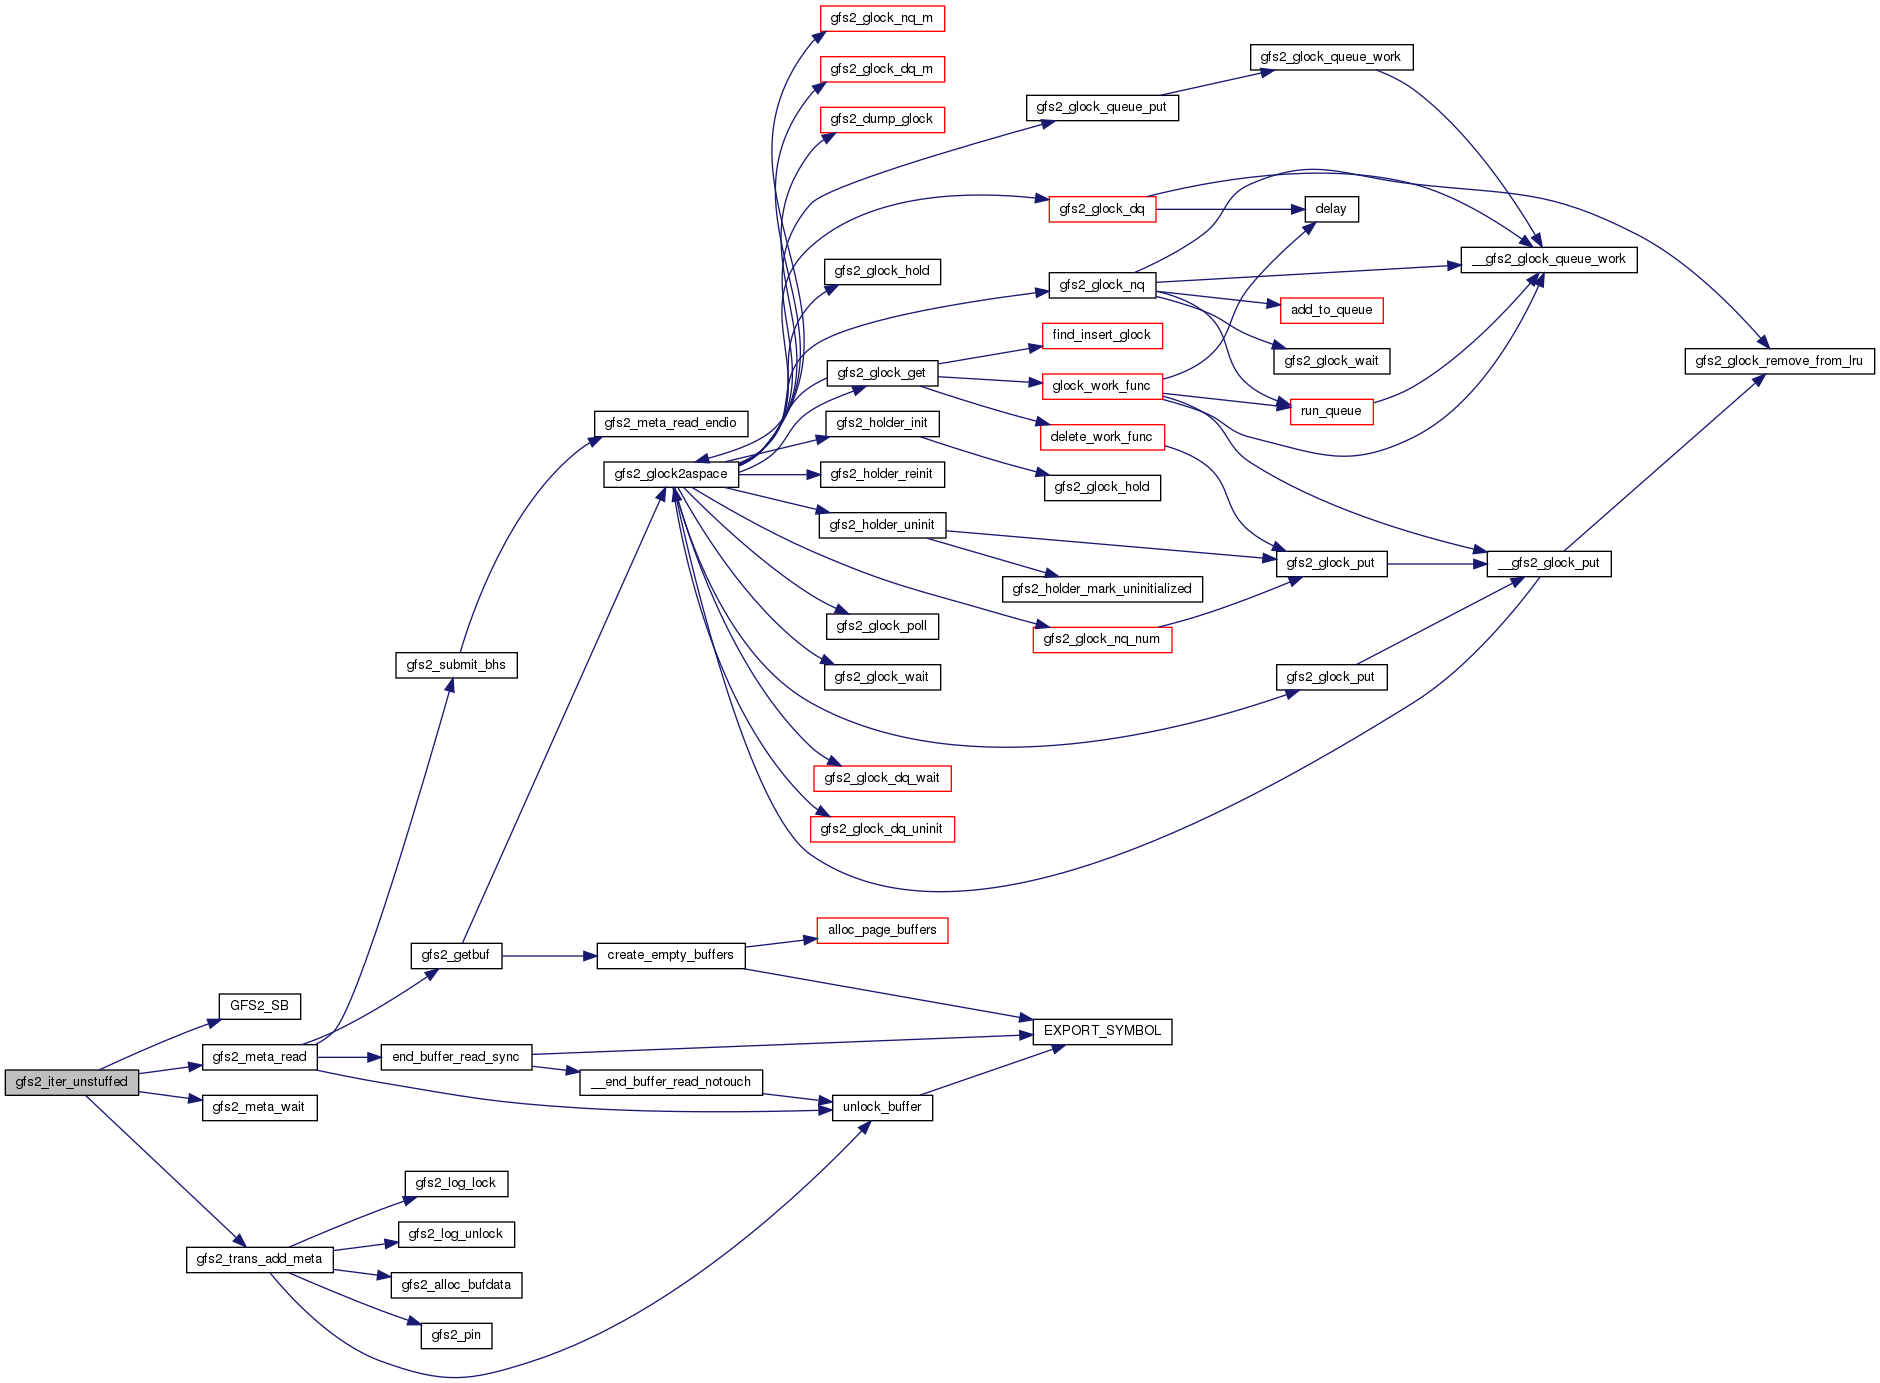 gfs2_glock_nq_m
gfs2_glock_queue_work
gfs2_glock_dq_m
gfs2_glock_queue_put
gfs2_dump_glock
gfs2_glock_dq
delay
__gfs2_glock_queue_work
gfs2_glock_hold
gfs2_glock_nq
add_to_queue
find_insert_glock
gfs2_glock_wait
gfs2_glock_remove_from_lru
gfs2_glock_get
glock_work_func
run_queue
gfs2_meta_read_endio
gfs2_holder_init
delete_work_func
gfs2_glock2aspace
gfs2_holder_reinit
gfs2_glock_hold
gfs2_holder_uninit
gfs2_glock_put
__gfs2_glock_put
gfs2_holder_mark_uninitialized
gfs2_glock_poll
gfs2_glock_nq_num
gfs2_submit_bhs
gfs2_glock_wait
gfs2_glock_put
gfs2_glock_dq_wait
gfs2_glock_dq_uninit
alloc_page_buffers
gfs2_getbuf
create_empty_buffers
GFS2_SB
EXPORT_SYMBOL
gfs2_meta_read
end_buffer_read_sync
gfs2_iter_unstuffed
__end_buffer_read_notouch
gfs2_meta_wait
unlock_buffer
gfs2_log_lock
gfs2_log_unlock
gfs2_trans_add_meta
gfs2_alloc_bufdata
gfs2_pin